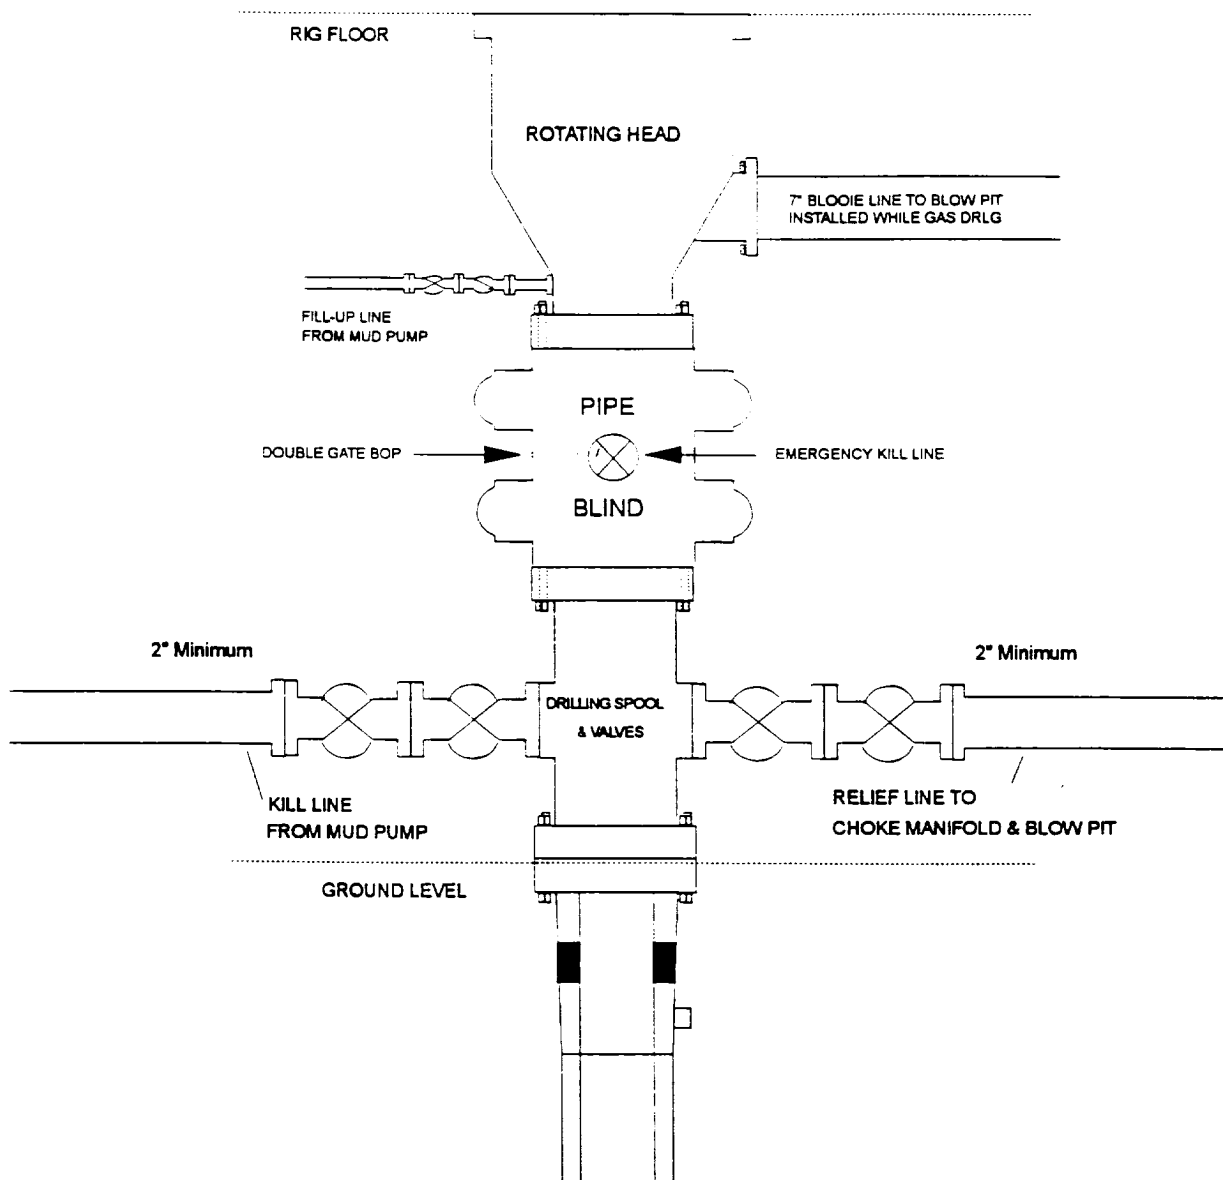 RIG FLOOR
ROTATING HEAD
7" BLOOIE LINE TO BLOW PIT
INSTALLED WHILE GAS DRLG
FILL-UP LINE
FROM MUD PUMP
PIPE
DOUBLE GATE BOP
EMERGENCY KILL LINE
BLIND
2" Minimum
2" Minimum
DRILLING SPOOL
& VALVES
KILL LINE
FROM MUD PUMP
RELIEF LINE TO
CHOKE MANIFOLD & BLOW PIT
GROUND LEVEL